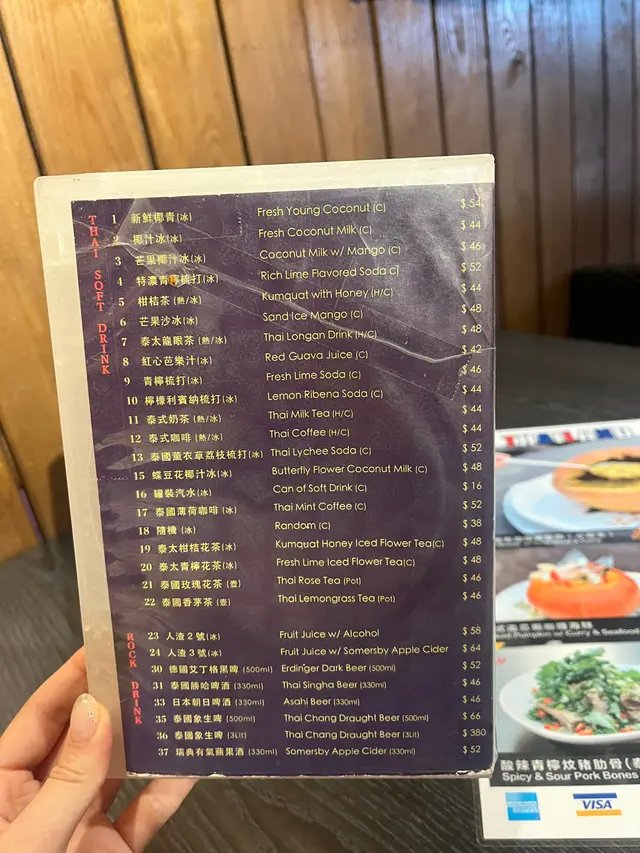 THAI SOFT DRINK
1 新鮮椰青(冰) Fresh Young Coconut (C) $ 54
2 椰汁冰(冰) Fresh Coconut Milk (C) $ 44
3 芒果椰汁冰(冰) Coconut Milk w/ Mango (C) $ 46
4 特濃青檸梳打(冰) Rich Lime Flavored Soda (C) $ 52
5 柑桔茶 (熱/冰) Kumquat with Honey (H/C) $ 44
6 芒果沙冰(冰) Sand Ice Mango (C) $ 48
7 泰太龍眼茶 (熱/冰) Thai Longan Drink (H/C) $ 48
8 紅心芭樂汁(冰) Red Guava Juice (C) $ 42
9 青檸梳打(冰) Fresh Lime Soda (C) $ 46
10 檸檬利賓納梳打(冰) Lemon Ribena Soda (C) $ 44
11 泰式奶茶 (熱/冰) Thai Milk Tea (H/C) $ 44
12 泰式咖啡 (熱/冰) Thai Coffee (H/C) $ 44
13 泰國薰衣草荔枝梳打(冰) Thai Lychee Soda (C) $ 52
15 蝶豆花椰汁冰(冰) Butterfly Flower Coconut Milk (C) $ 48
16 罐裝汽水(冰) Can of Soft Drink (C) $ 16
17 泰國薄荷咖啡 (冰) Thai Mint Coffee (C) $ 52
18 隨機 (冰) Random (C) $ 38
19 泰太柑桔花茶(冰) Kumquat Honey Iced Flower Tea(C) $ 48
20 泰太青檸花茶(冰) Fresh Lime Iced Flower Tea(C) $ 48
21 泰國玫瑰花茶 (壺) Thai Rose Tea (Pot) $ 46
22 泰國香茅茶 (壺) Thai Lemongrass Tea (Pot) $ 46
ROCK DRINK
23 人渣2號(冰) Fruit Juice w/ Alcohol $ 58
24 人渣3號(冰) Fruit Juice w/ Somersby Apple Cider $ 64
30 德國艾丁格黑啤 (500ml) Erdinger Dark Beer (500ml) $ 52
31 泰國勝哈啤酒 (330ml) Thai Singha Beer (330ml) $ 46
33 日本朝日啤酒 (330ml) Asahi Beer (330ml) $ 46
35 泰國象生啤 (500ml) Thai Chang Draught Beer (500ml) $ 66
36 泰國象生啤 (3Lit) Thai Chang Draught Beer (3Lit) $ 380
37 瑞典有氣蘋果酒 (330ml) Somersby Apple Cider (330ml) $ 52
Pumpkin w/ Curry & Seafood
酸辣青檸炆豬肋骨(泰
Spicy & Sour Pork Bones
AMERICAN EXPRESS
VISA